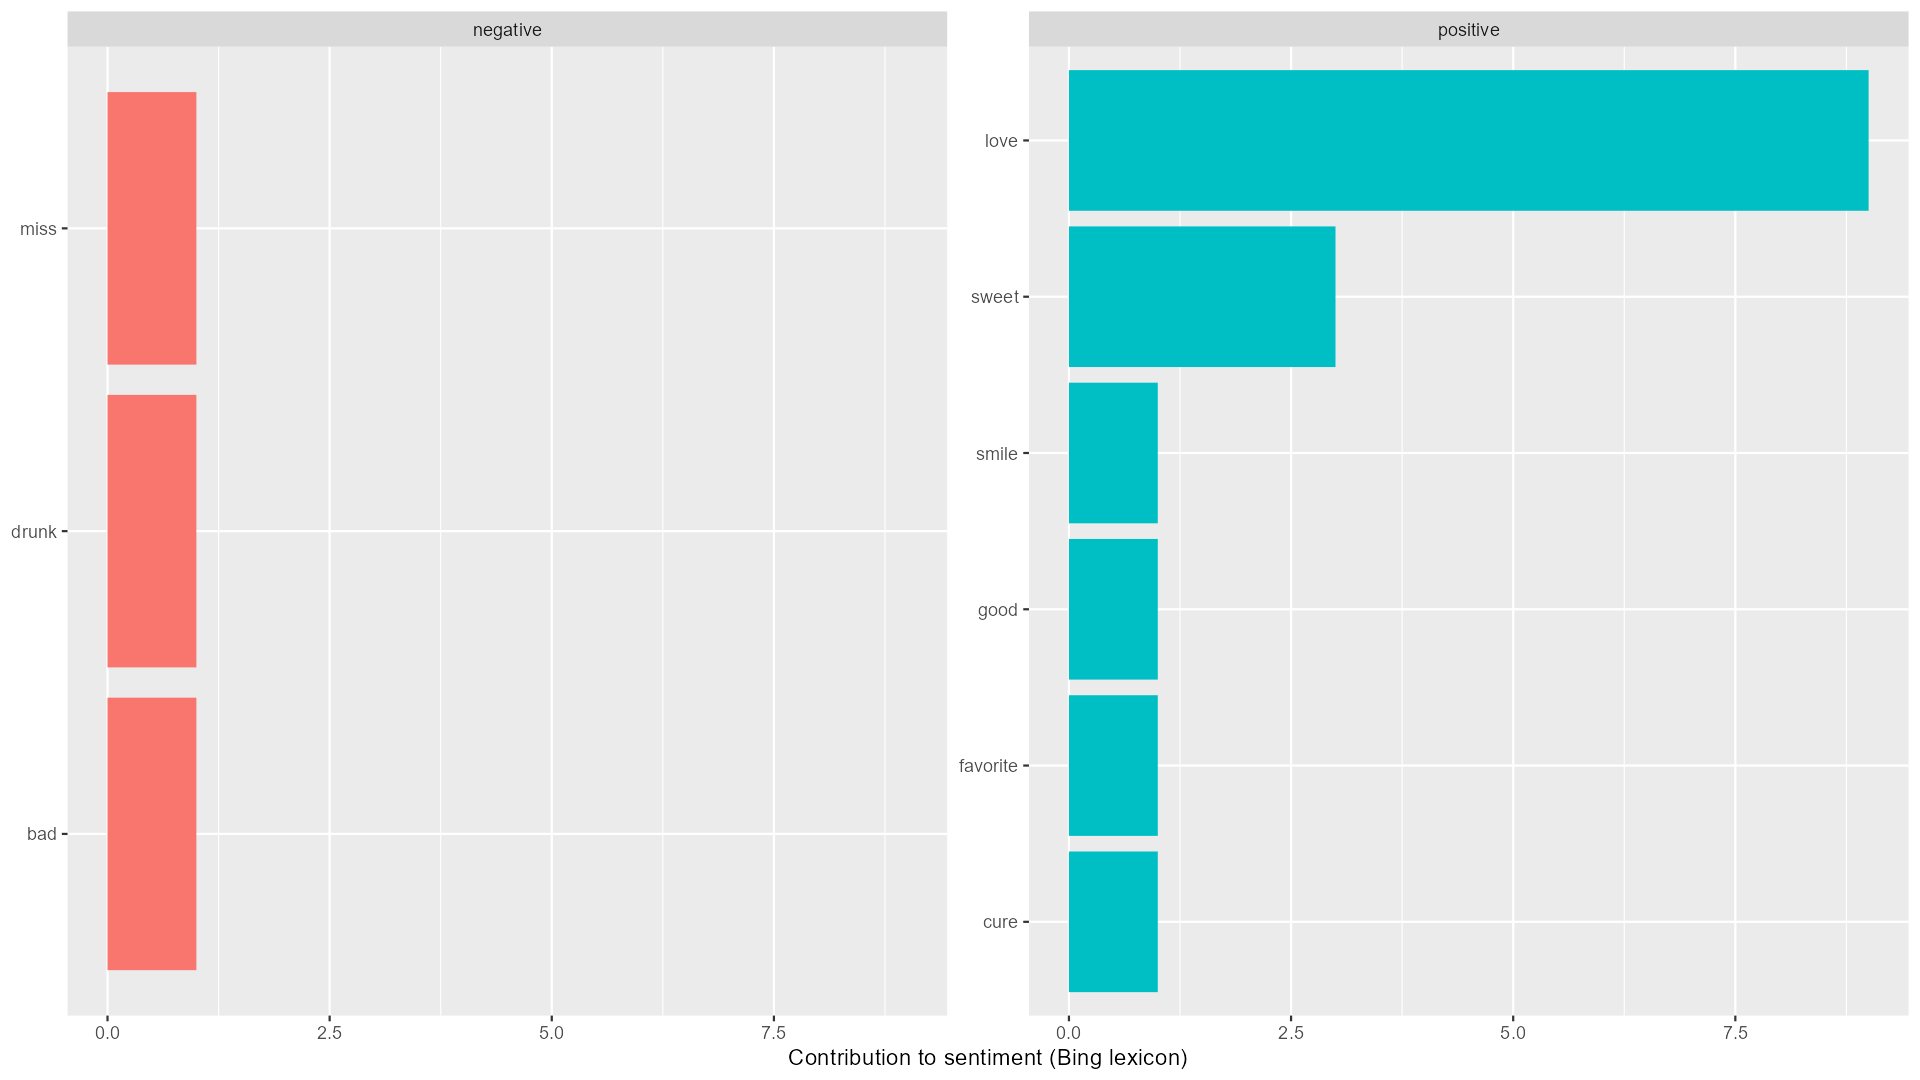 negative
miss
drunk
bad
0.0 2.5 5.0 7.5
positive
love
sweet
smile
good
favorite
cure
0.0 2.5 5.0 7.5
Contribution to sentiment (Bing lexicon)